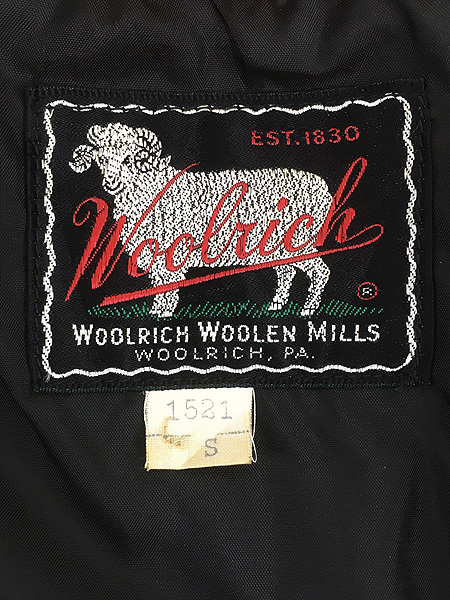 EST. 1830
Woolrich
®
WOOLRICH WOOLEN MILLS
WOOLRICH, PA.
1521
S